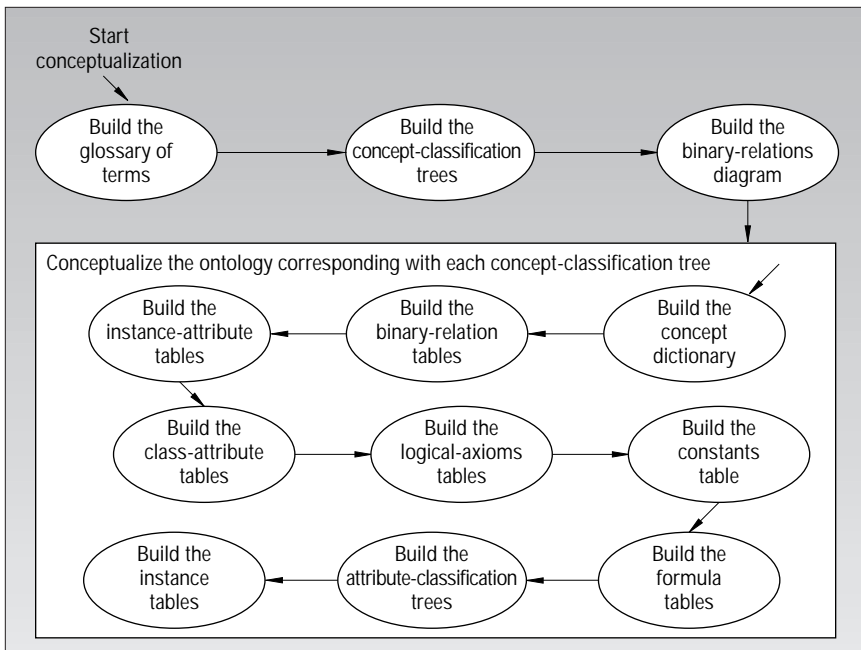 Start
conceptualization
Build the
glossary of
terms
Build the
concept-classification
trees
Build the
binary-relations
diagram
Conceptualize the ontology corresponding with each concept-classification tree
Build the
concept
dictionary
Build the
binary-relation
tables
Build the
instance-attribute
tables
Build the
class-attribute
tables
Build the
logical-axioms
tables
Build the
constants
table
Build the
formula
tables
Build the
attribute-classification
trees
Build the
instance
tables